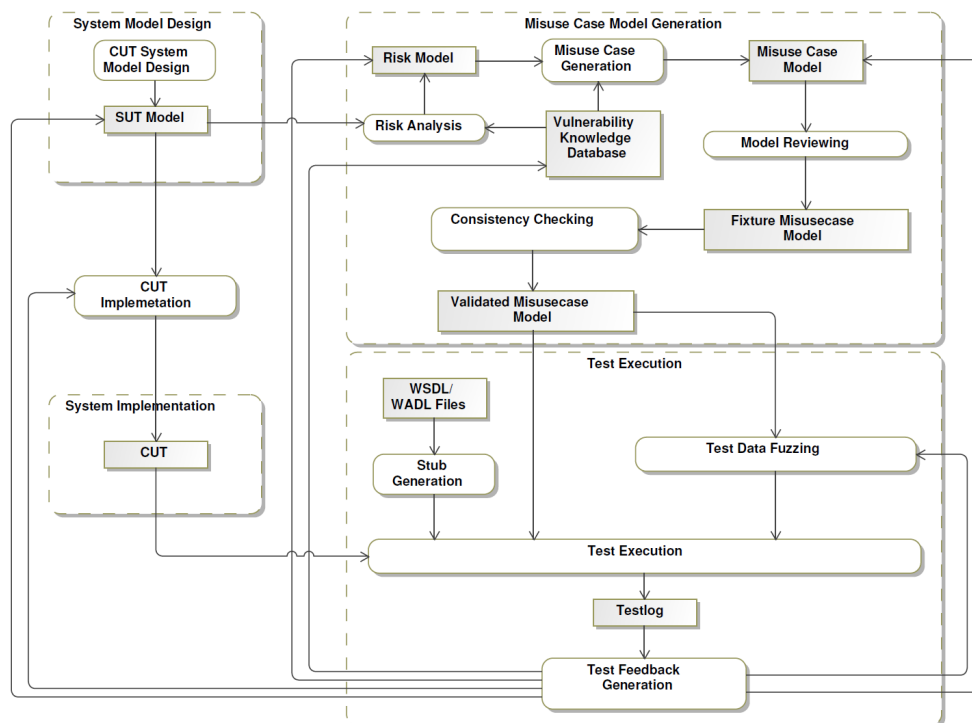 System Model Design
CUT System
Model Design
SUT Model
Misuse Case Model Generation
Risk Model
Misuse Case
Generation
Misuse Case
Model
Risk Analysis
Vulnerability
Knowledge
Database
Model Reviewing
Consistency Checking
Fixture Misusecase
Model
Validated Misusecase
Model
CUT
Implemetation
System Implementation
CUT
Test Execution
WSDL/
WADL Files
Stub
Generation
Test Data Fuzzing
Test Execution
Testlog
Test Feedback
Generation